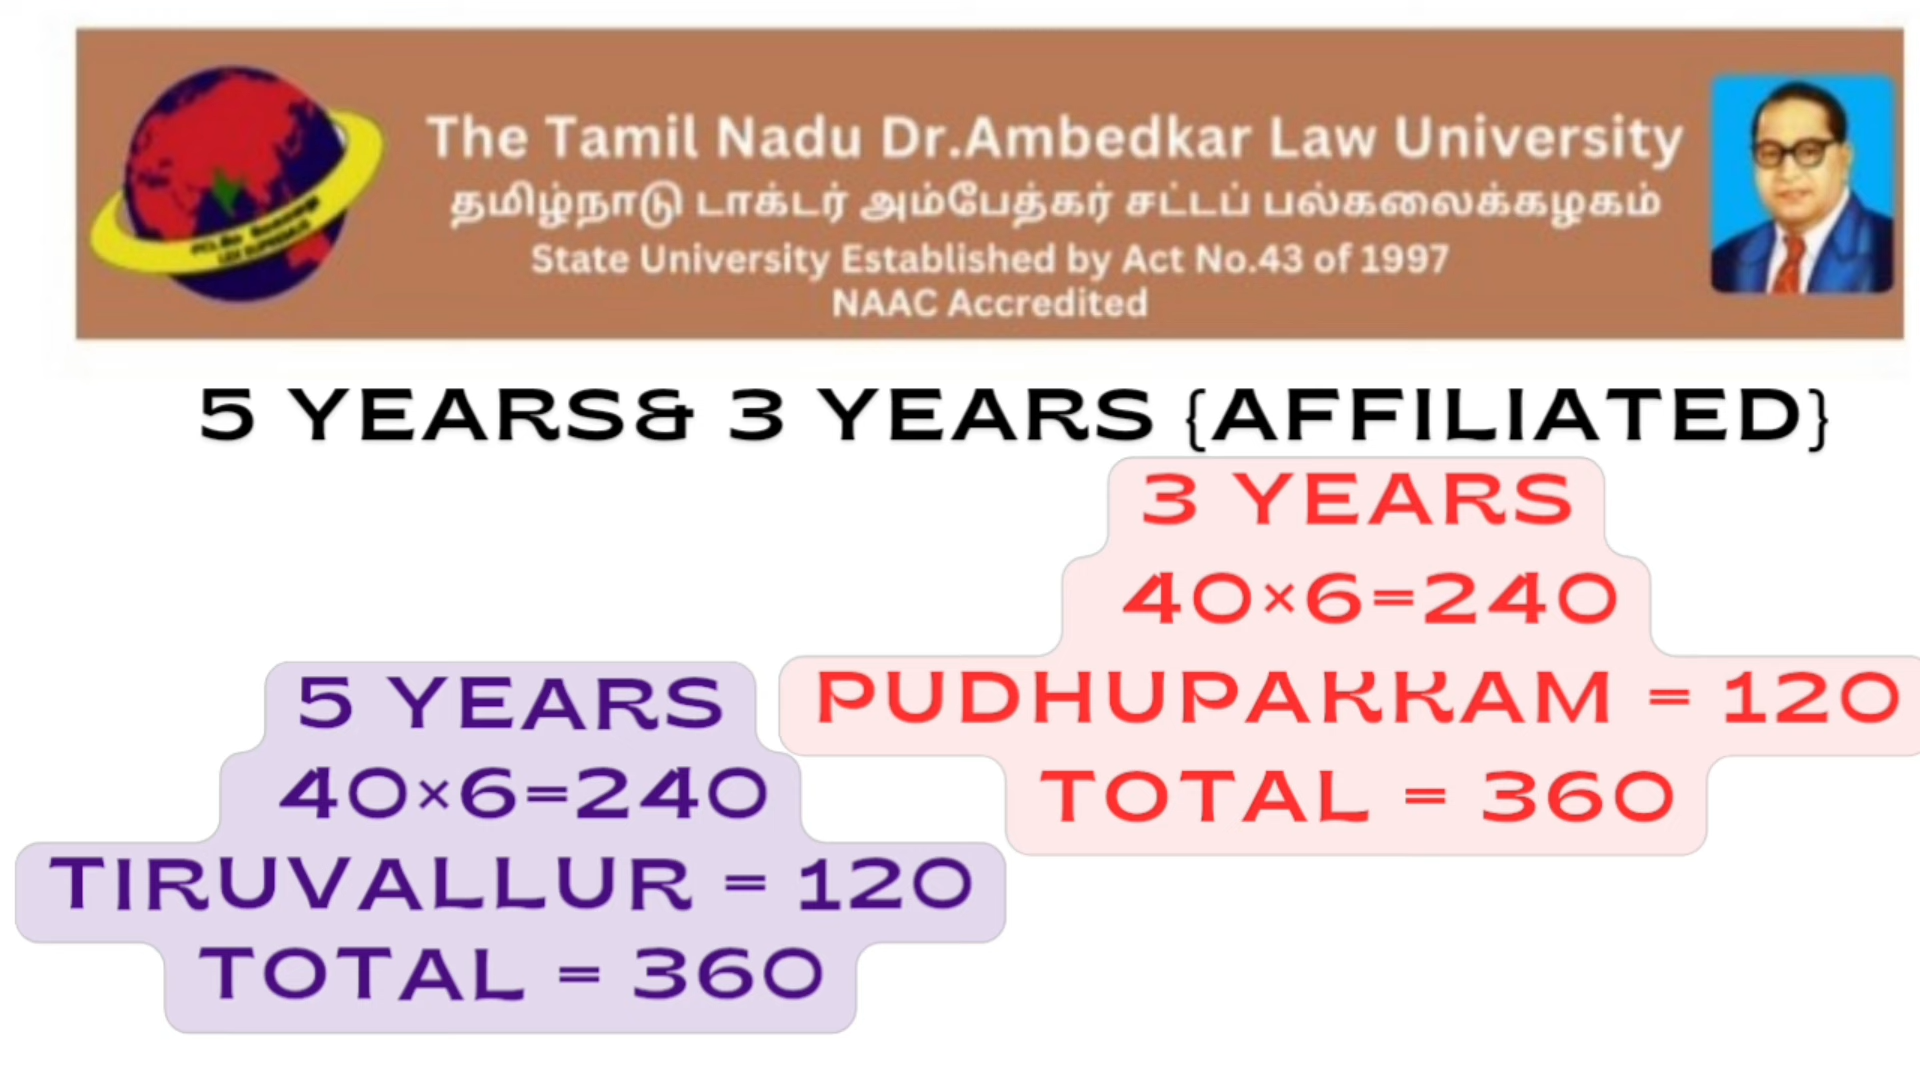 The Tamil Nadu Dr.Ambedkar Law University
தமிழ்நாடு டாக்டர் அம்பேத்கர் சட்டப் பல்கலைக்கழகம்
State University Established by Act No.43 of 1997
NAAC Accredited
5 YEARS& 3 YEARS {AFFILIATED}
3 YEARS
40×6=240
PUDHUPAKKAM = 120
TOTAL = 360
5 YEARS
40×6=240
TIRUVALLUR = 120
TOTAL = 360